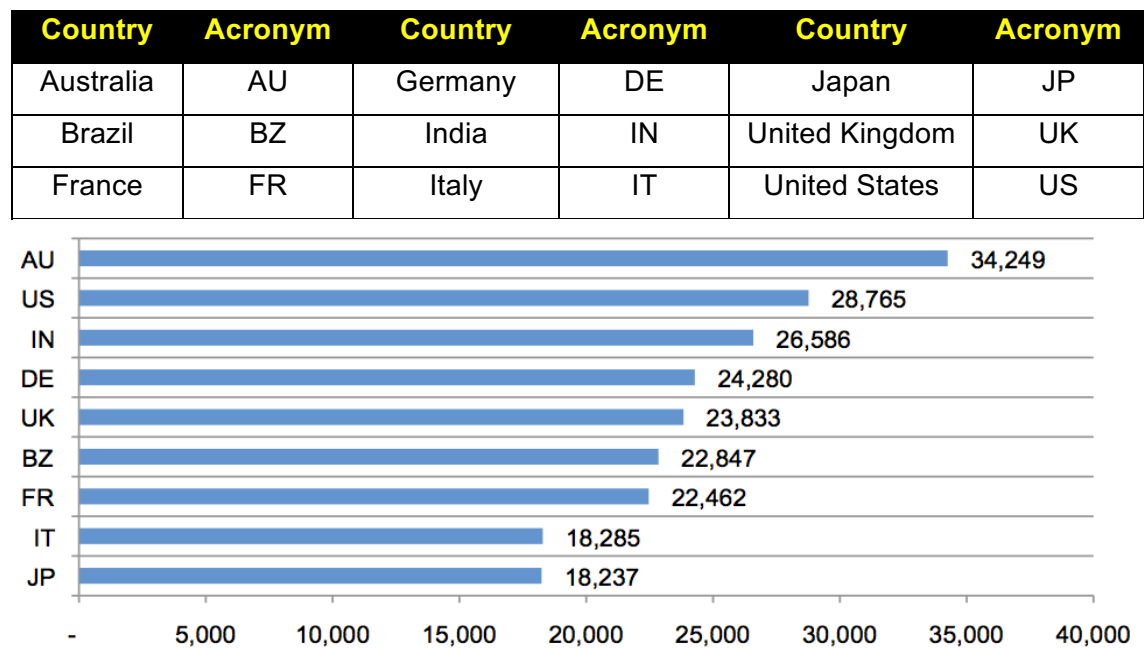 Country Acronym Country Acronym Country Acronym
Australia AU Germany DE Japan JP
Brazil BZ India IN United Kingdom UK
France FR Italy IT United States US
AU 34,249
US 28,765
IN 26,586
DE 24,280
UK 23,833
BZ 22,847
FR 22,462
IT 18,285
JP 18,237
- 5,000 10,000 15,000 20,000 25,000 30,000 35,000 40,000